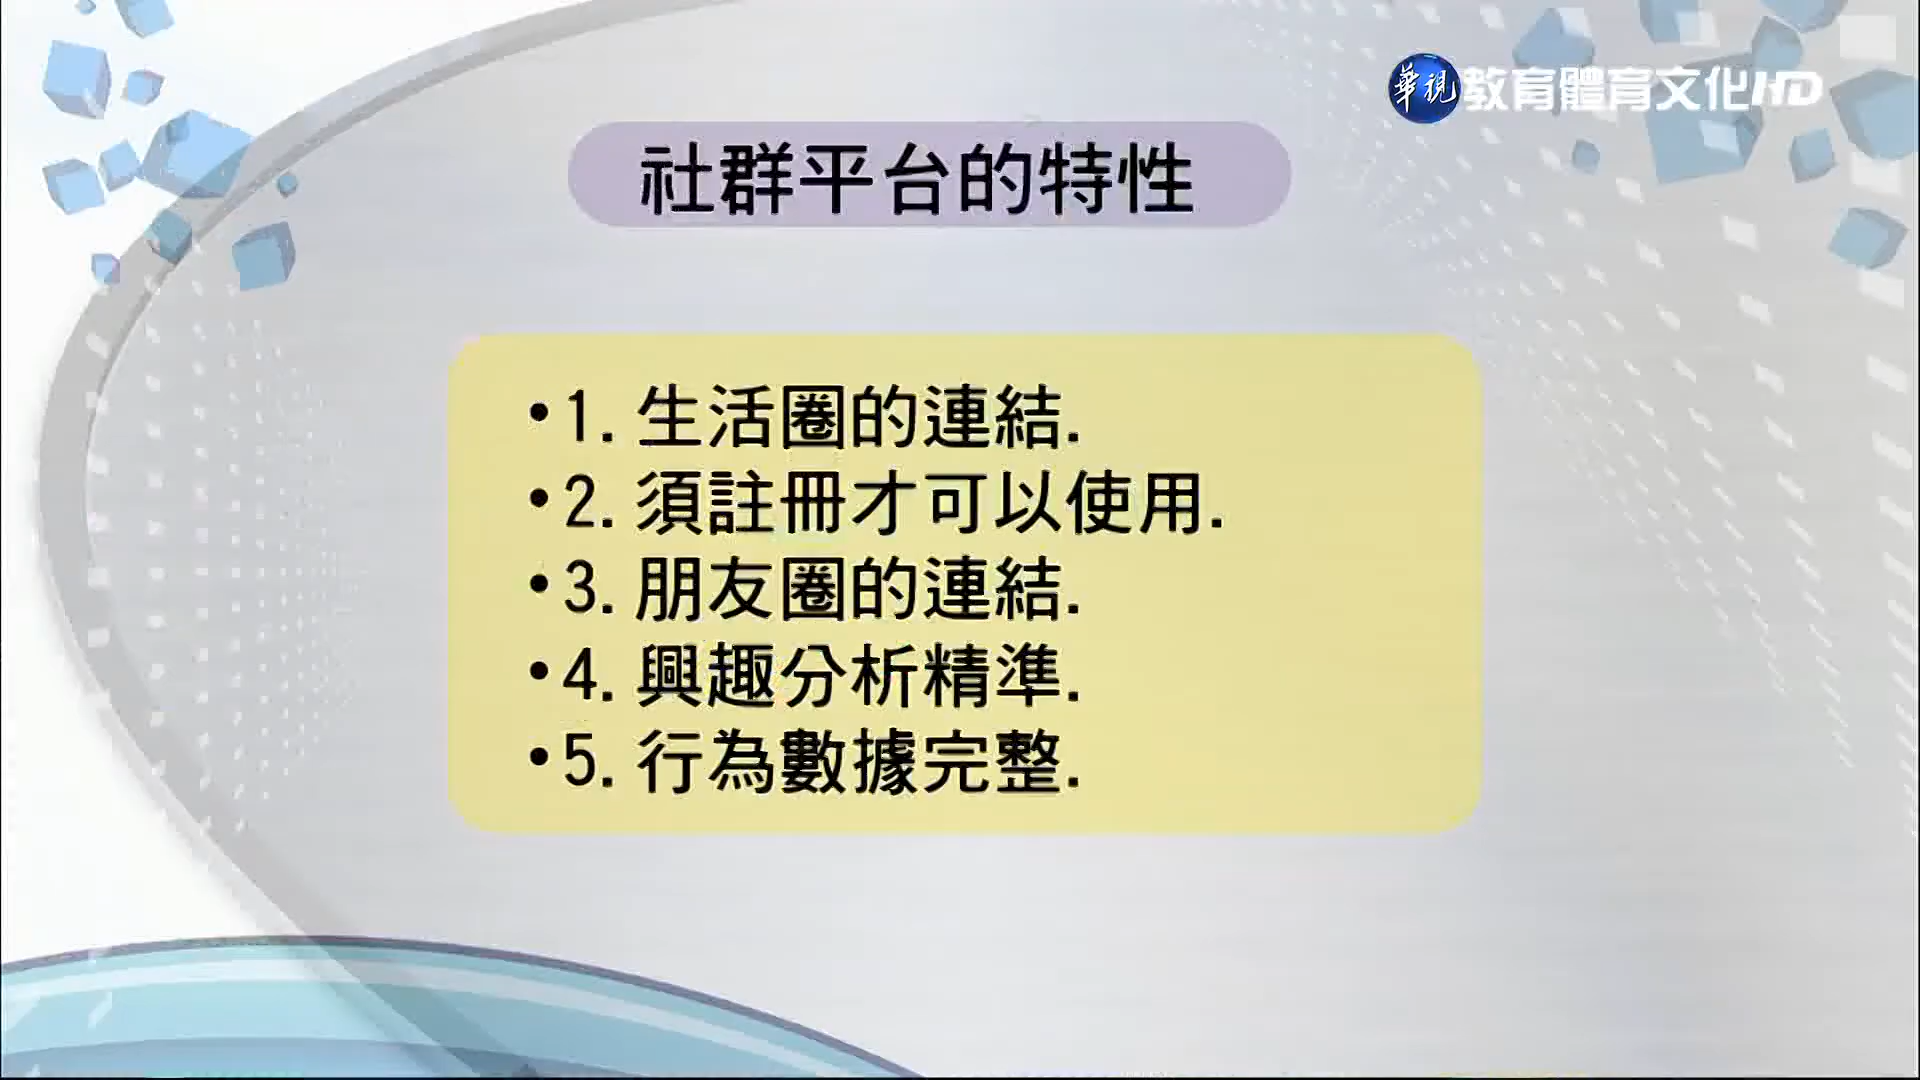 華視 教育體育文化HD
社群平台的特性
•1. 生活圈的連結.
•2. 須註冊才可以使用.
•3. 朋友圈的連結.
•4. 興趣分析精準.
•5. 行為數據完整.